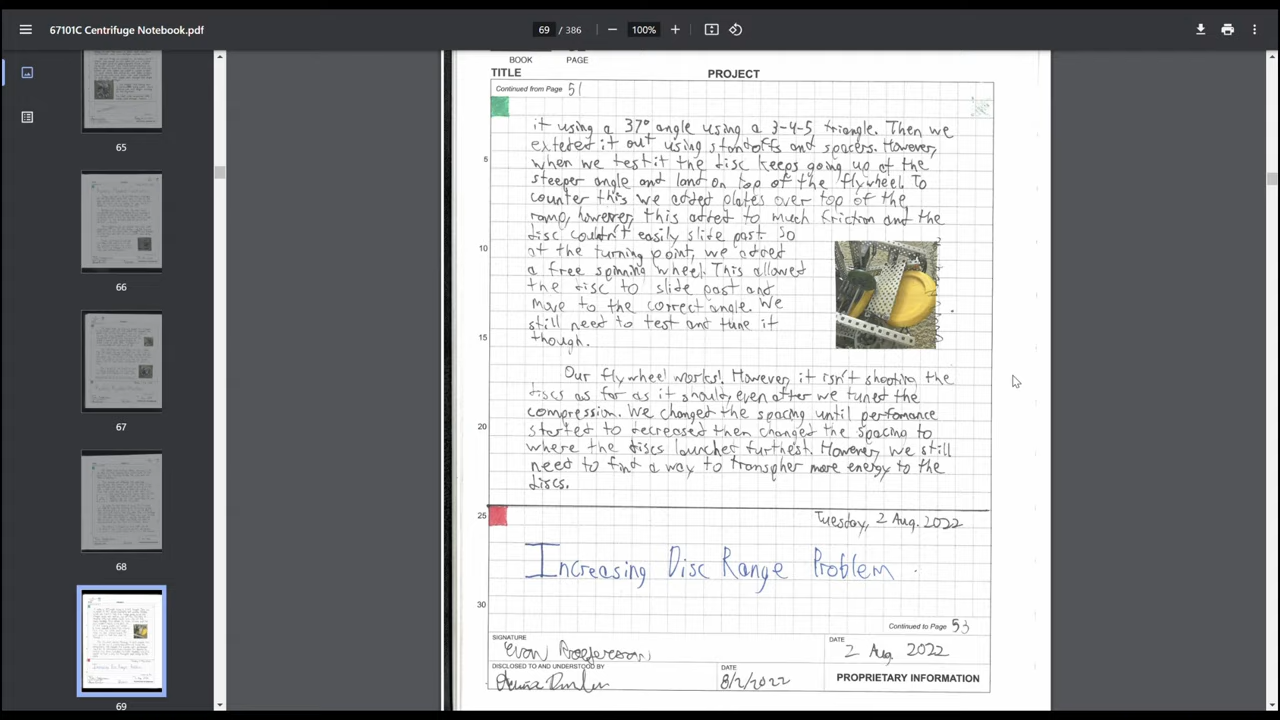 67101C Centrifuge Notebook.pdf
69 / 386
100%
65
66
67
68
69
BOOK PAGE
TITLE PROJECT
Continued from Page 51
it using a 37° angle using a 3-4-5 triangle. Then we
exteded it out using standoffs and spacers. However,
5
when we test it the disc keeps going up of the
steeper angle and land on top of the flywheel. To
counter this we added plates over top of the
ramp, however, this added to much friction and the
disc couldn't easily slide past. So
10
at the turning point, we added
a free spinning wheel. This allowed
the disc to slide past and
move to the correct angle. We
still need to test and tune it
15
though.
Our flywheel works! However, it isn't shooting the
discs as far as it should, even after we tuned the
compression. We changed the spacing until perfomance
20
started to decreased then changed the spacing to
where the discs launched furthest. However, we still
need to find a way to transpher more energy to the
discs.
25
Tuesday, 2 Aug. 2022
Increasing Disc Range Problem
30
Continued to Page 53
SIGNATURE
DATE
2 Aug 2022
DISCLOSED TO AND UNDERSTOOD BY
DATE
8/2/2022
PROPRIETARY INFORMATION